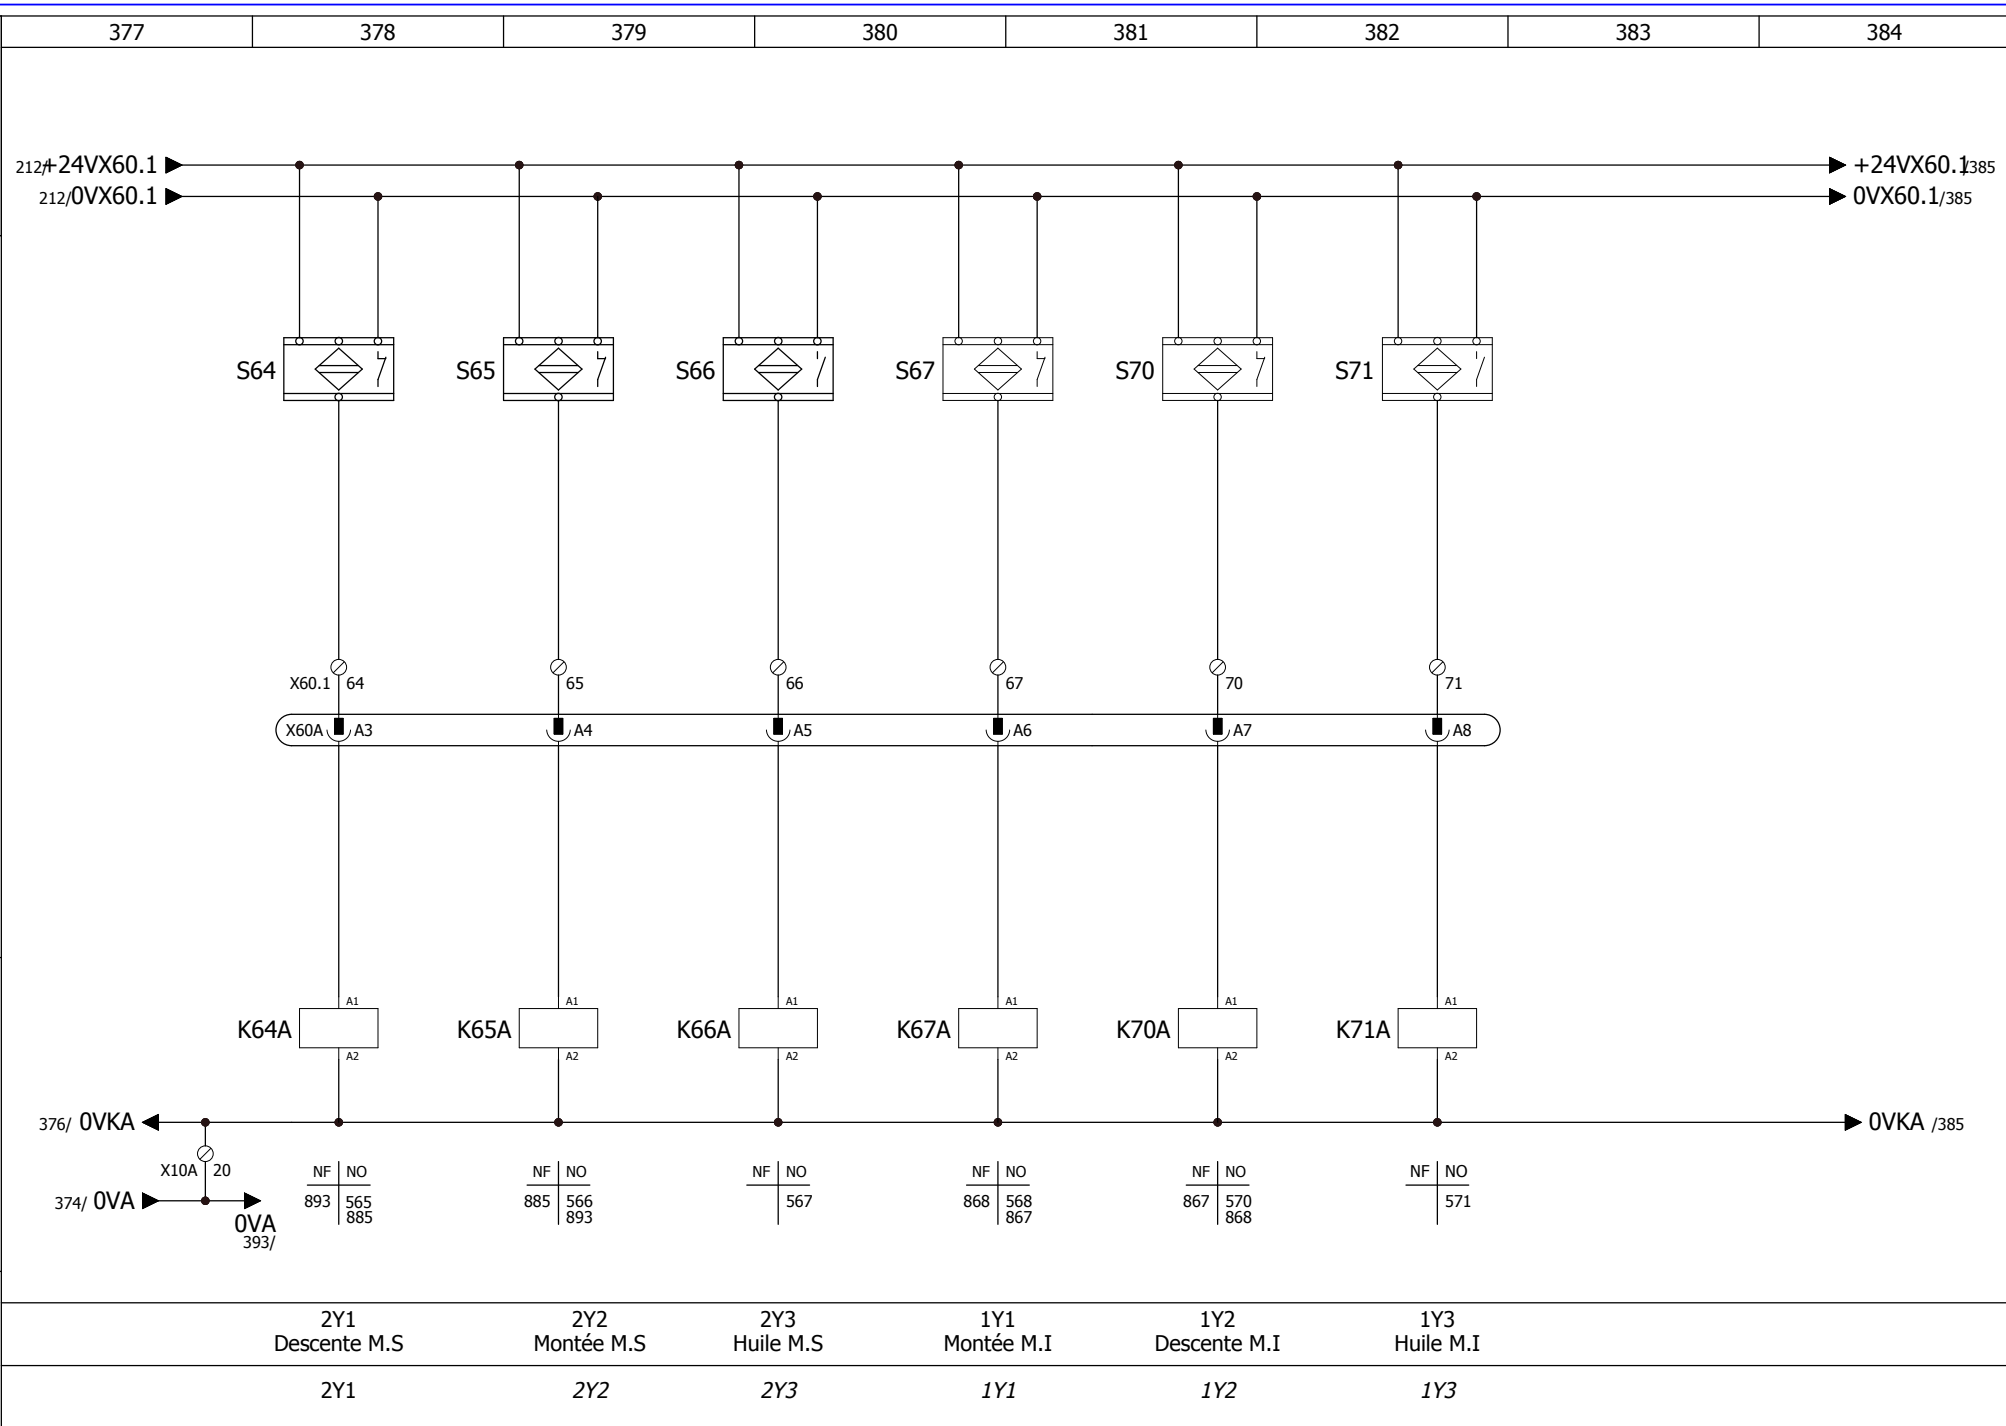 377 378 379 380 381 382 383 384
212/+24VX60.1 +24VX60.1/385
212/0VX60.1 0VX60.1/385
S64 S65 S66 S67 S70 S71
X60.1 64 65 66 67 70 71
X60A A3 A4 A5 A6 A7 A8
A1 A1 A1 A1 A1 A1
K64A K65A K66A K67A K70A K71A
A2 A2 A2 A2 A2 A2
376/ 0VKA 0VKA /385
X10A 20 NF NO NF NO NF NO NF NO NF NO NF NO
374/ 0VA 893 565 885 566 567 868 568 867 570 571
0VA 885 893 867 868
393/
2Y1 2Y2 2Y3 1Y1 1Y2 1Y3
Descente M.S Montée M.S Huile M.S Montée M.I Descente M.I Huile M.I
2Y1 2Y2 2Y3 1Y1 1Y2 1Y3